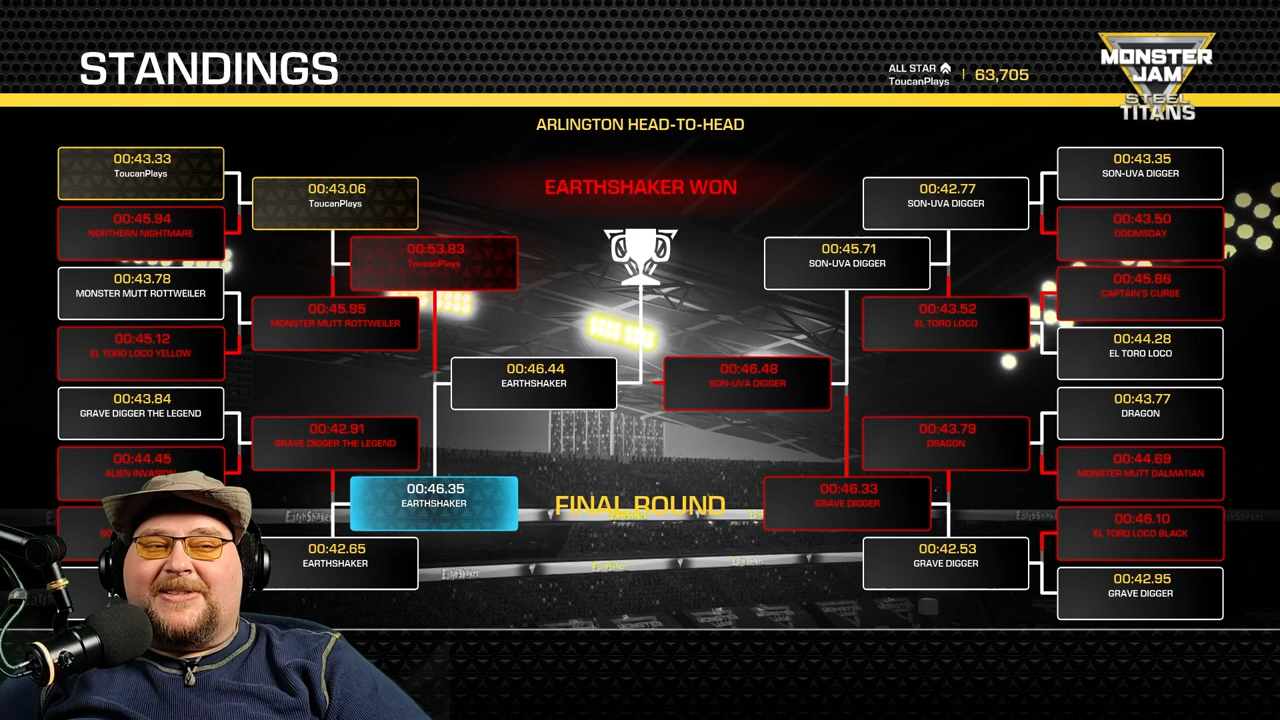 STANDINGS
ALL STAR
ToucanPlays
63,705
MONSTER
JAM
STEEL
TITANS
ARLINGTON HEAD-TO-HEAD
EARTHSHAKER WON
00:43.33
ToucanPlays
00:45.94
NORTHERN NIGHTMARE
00:43.78
MONSTER MUTT ROTTWEILER
00:45.12
EL TORO LOCO YELLOW
00:43.84
GRAVE DIGGER THE LEGEND
00:44.45
ALIEN INVASION
00:43.06
ToucanPlays
00:45.95
MONSTER MUTT ROTTWEILER
00:42.91
GRAVE DIGGER THE LEGEND
00:42.65
EARTHSHAKER
00:53.83
ToucanPlays
00:46.35
EARTHSHAKER
00:46.44
EARTHSHAKER
FINAL ROUND
00:46.48
SON-UVA DIGGER
00:45.71
SON-UVA DIGGER
00:46.33
GRAVE DIGGER
00:42.77
SON-UVA DIGGER
00:43.52
EL TORO LOCO
00:43.79
DRAGON
00:42.53
GRAVE DIGGER
00:43.35
SON-UVA DIGGER
00:43.50
DOOMSDAY
00:45.86
CAPTAIN'S CURSE
00:44.28
EL TORO LOCO
00:43.77
DRAGON
00:44.69
MONSTER MUTT DALMATIAN
00:46.10
EL TORO LOCO BLACK
00:42.95
GRAVE DIGGER
EarthShaker
EarthShaker